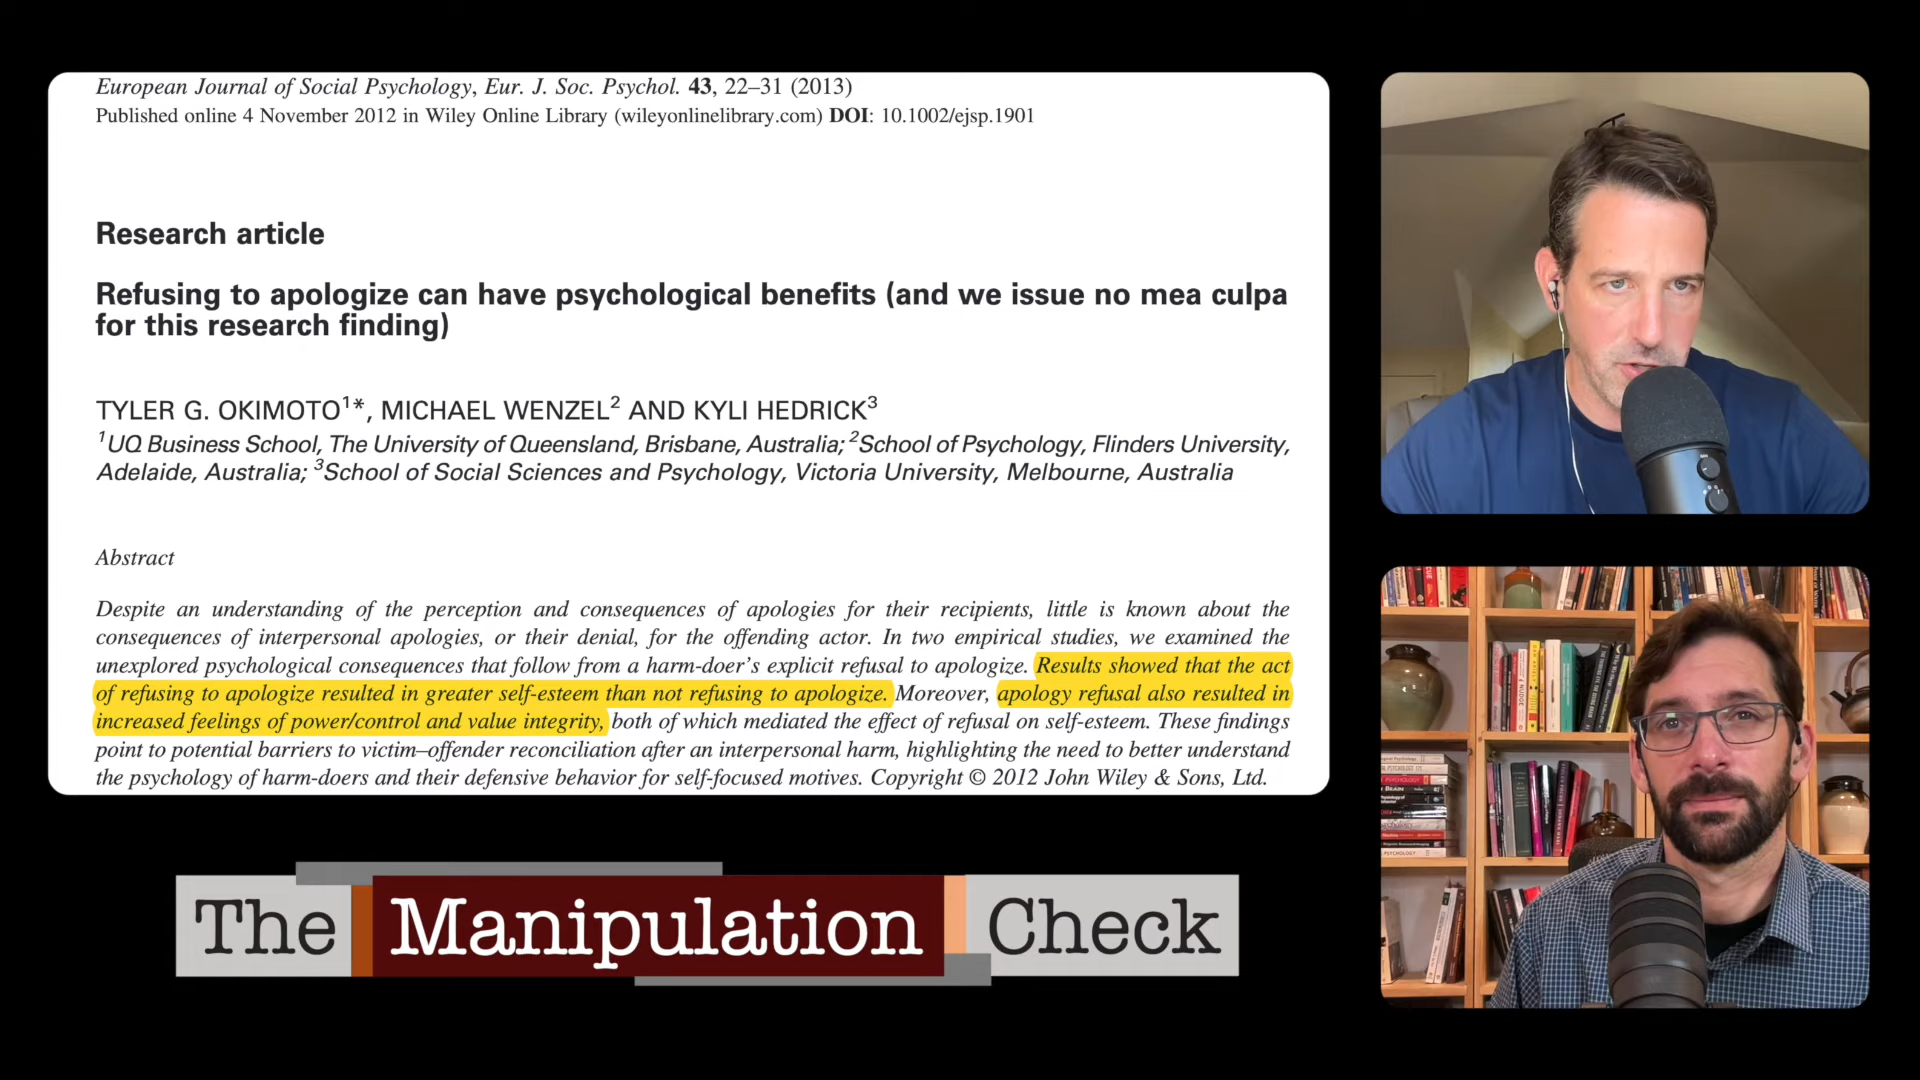 European Journal of Social Psychology, Eur. J. Soc. Psychol. 43, 22–31 (2013)
Published online 4 November 2012 in Wiley Online Library (wileyonlinelibrary.com) DOI: 10.1002/ejsp.1901
Research article
Refusing to apologize can have psychological benefits (and we issue no mea culpa
for this research finding)
TYLER G. OKIMOTO1*, MICHAEL WENZEL2 AND KYLI HEDRICK3
1UQ Business School, The University of Queensland, Brisbane, Australia; 2School of Psychology, Flinders University,
Adelaide, Australia; 3School of Social Sciences and Psychology, Victoria University, Melbourne, Australia
Abstract
Despite an understanding of the perception and consequences of apologies for their recipients, little is known about the
consequences of interpersonal apologies, or their denial, for the offending actor. In two empirical studies, we examined the
unexplored psychological consequences that follow from a harm-doer's explicit refusal to apologize. Results showed that the act
of refusing to apologize resulted in greater self-esteem than not refusing to apologize. Moreover, apology refusal also resulted in
increased feelings of power/control and value integrity, both of which mediated the effect of refusal on self-esteem. These findings
point to potential barriers to victim–offender reconciliation after an interpersonal harm, highlighting the need to better understand
the psychology of harm-doers and their defensive behavior for self-focused motives. Copyright © 2012 John Wiley & Sons, Ltd.
The Manipulation Check